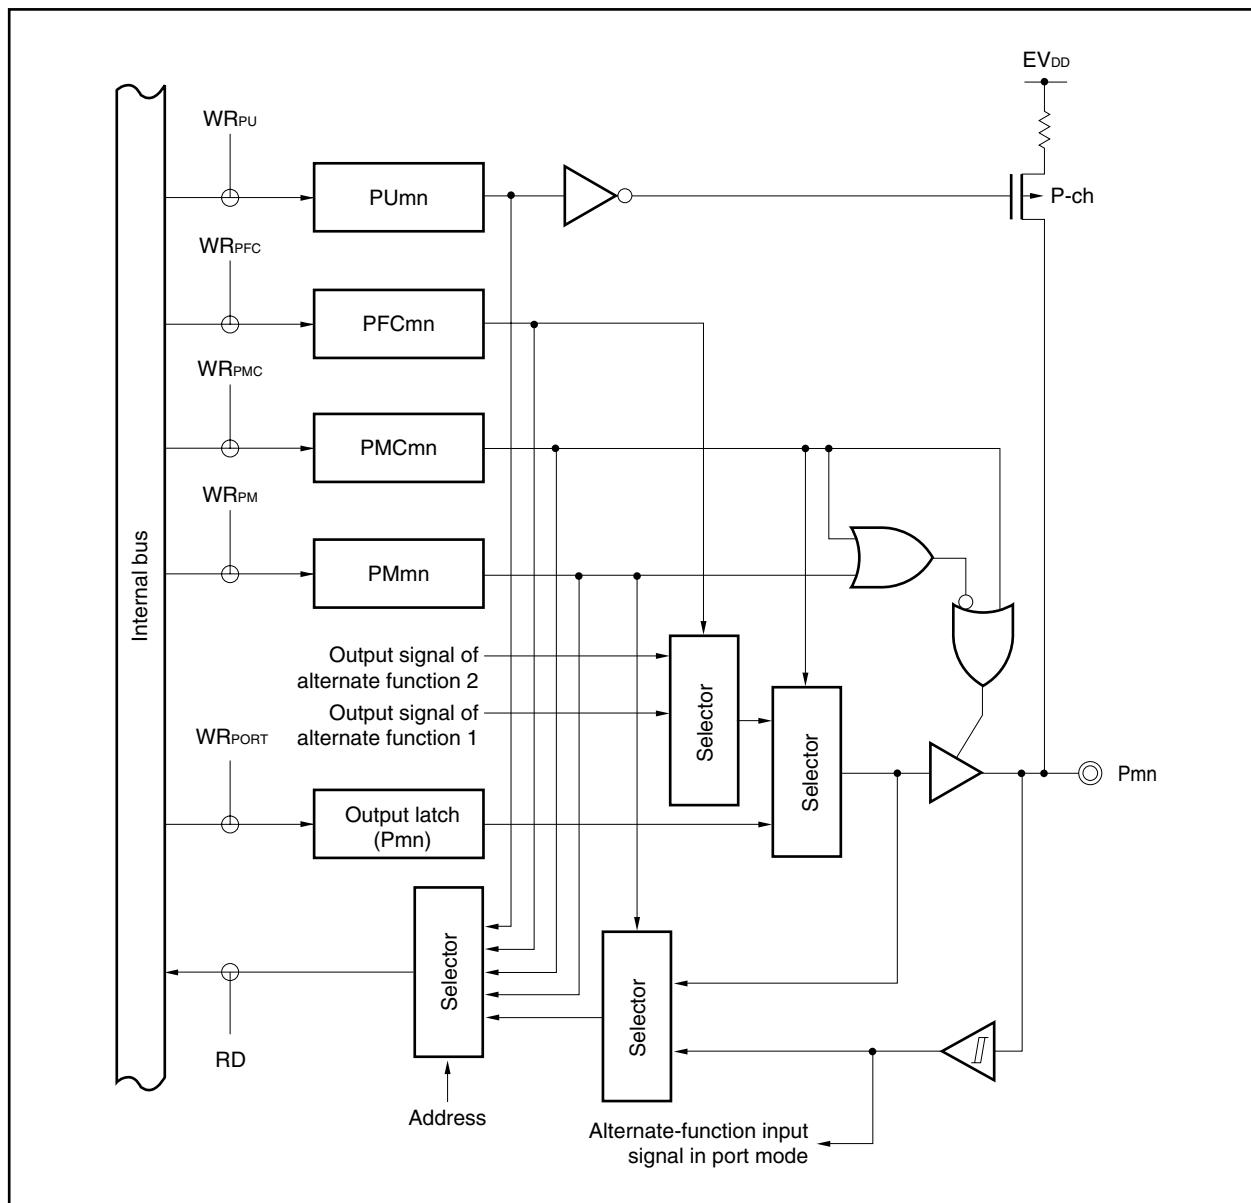 EVDD
WRPU
PUmn
P-ch
WRPFC
PFCmn
WRPMC
PMCmn
WRPM
PMmn
Internal bus
Output signal of
alternate function 2
Output signal of
alternate function 1
Selector
Selector
WRPORT
Pmn
Output latch
(Pmn)
Selector
Selector
RD
Address
Alternate-function input
signal in port mode